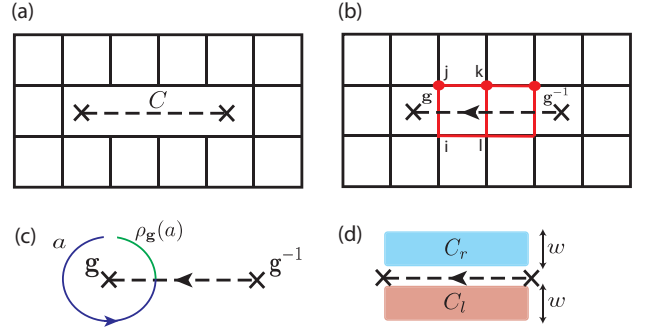 (a)
C
(b)
j k
g g⁻¹
i l
(c)
a ρg(a)
g g⁻¹
(d)
Cr w
Cl w